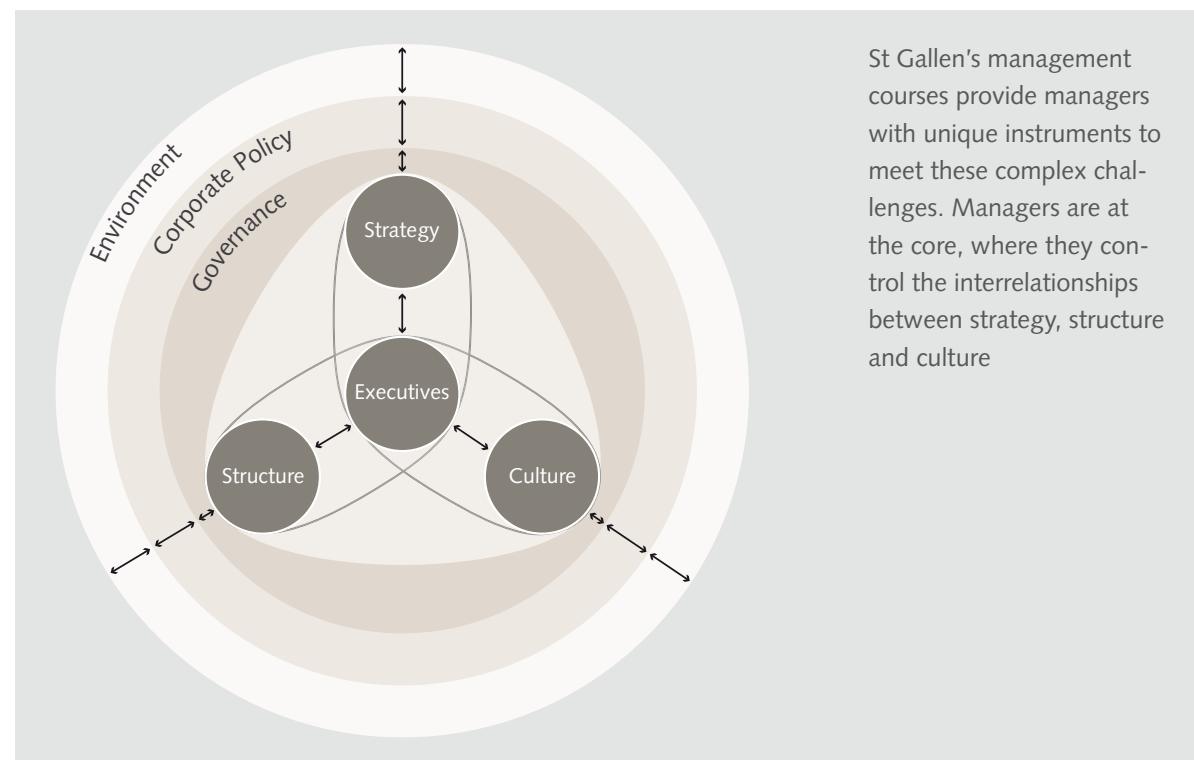 Environment
Corporate Policy
Governance
Strategy
Executives
Structure
Culture
St Gallen's management
courses provide managers
with unique instruments to
meet these complex chal-
lenges. Managers are at
the core, where they con-
trol the interrelationships
between strategy, structure
and culture